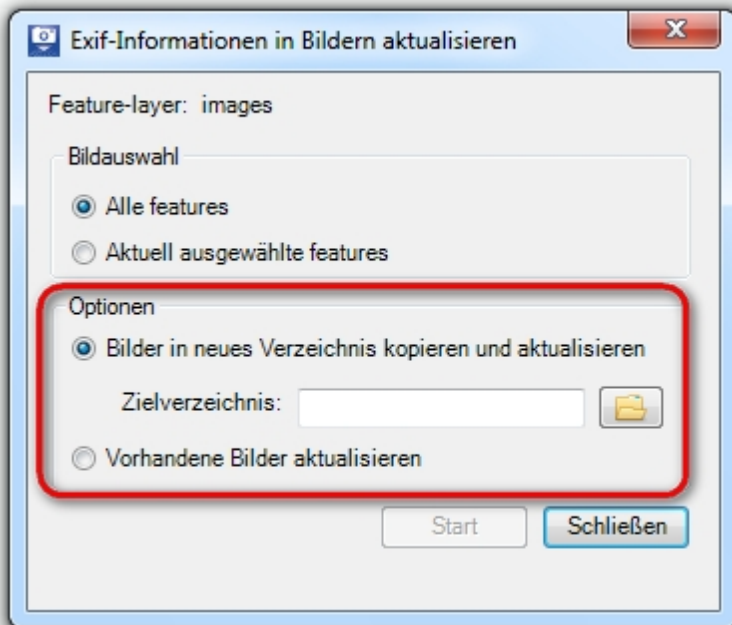 Exif-Informationen in Bildern aktualisieren
Feature-layer: images
Bildauswahl
Alle features
Aktuell ausgewählte features
Optionen
Bilder in neues Verzeichnis kopieren und aktualisieren
Zielverzeichnis:
Vorhandene Bilder aktualisieren
Start Schließen